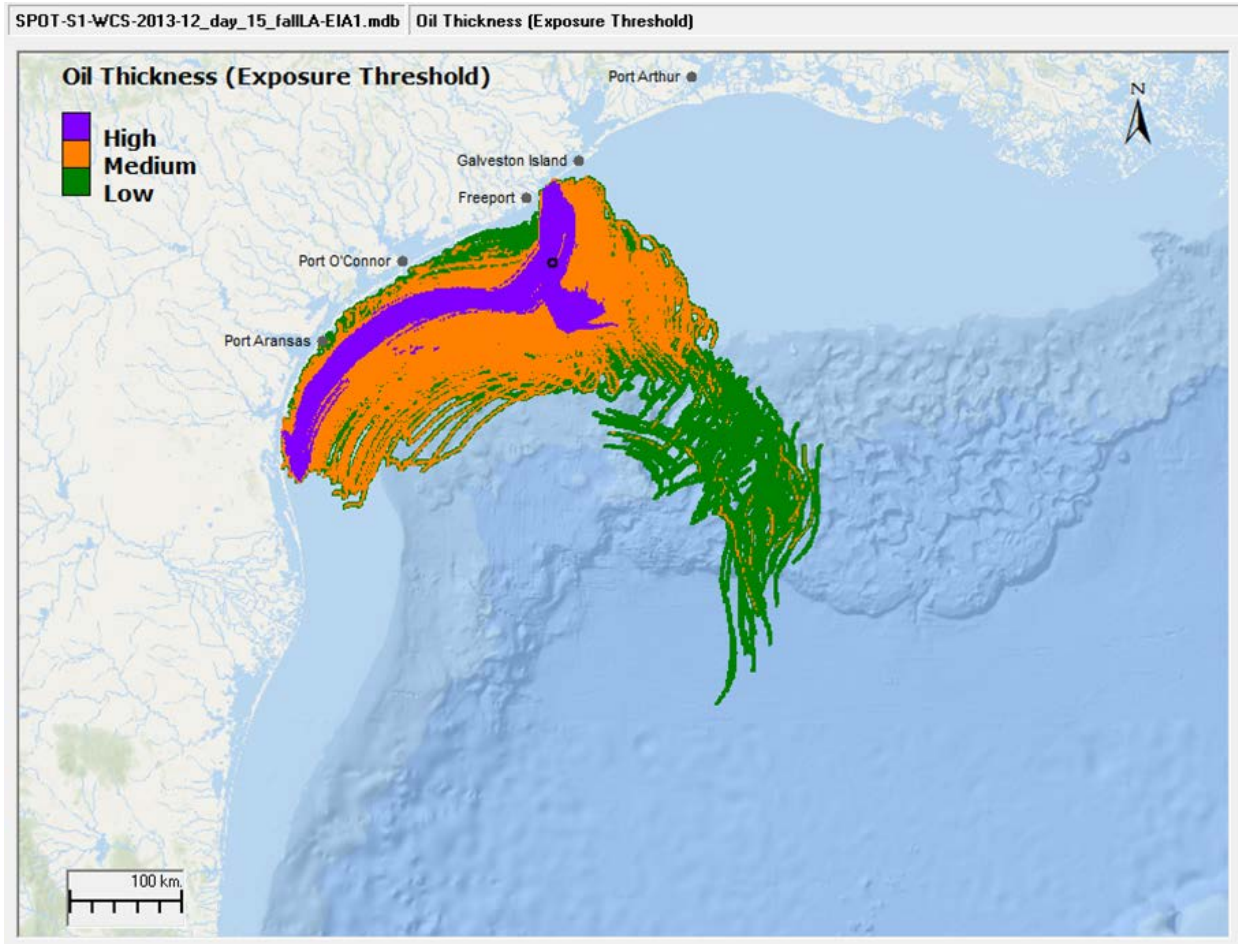 SPOT-S1-WCS-2013-12_day_15_fallLA-EIA1.mdb Oil Thickness (Exposure Threshold)
Oil Thickness (Exposure Threshold)
High
Medium
Low
Port Arthur
N
Galveston Island
Freeport
Port O'Connor
Port Aransas
100 km.